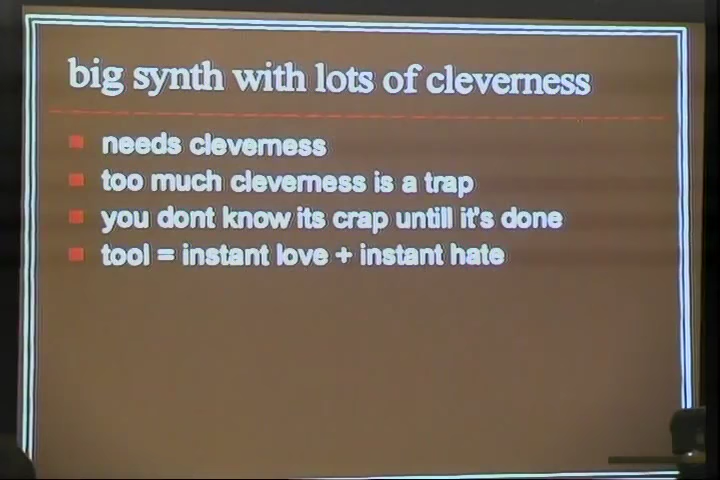 big synth with lots of cleverness
needs cleverness
too much cleverness is a trap
you dont know its crap untill it's done
tool = instant love + instant hate